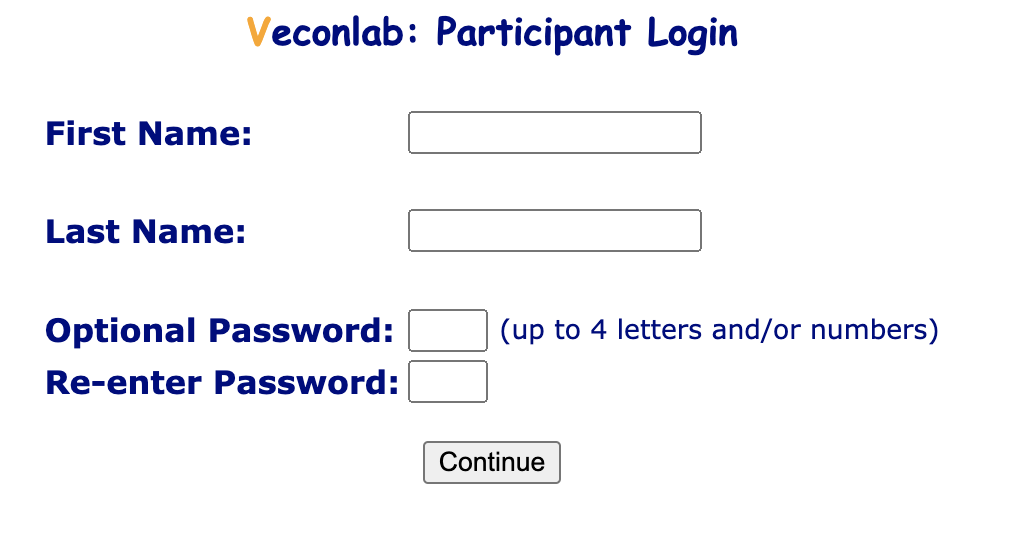 Veconlab: Participant Login
First Name:
Last Name:
Optional Password: (up to 4 letters and/or numbers)
Re-enter Password:
Continue